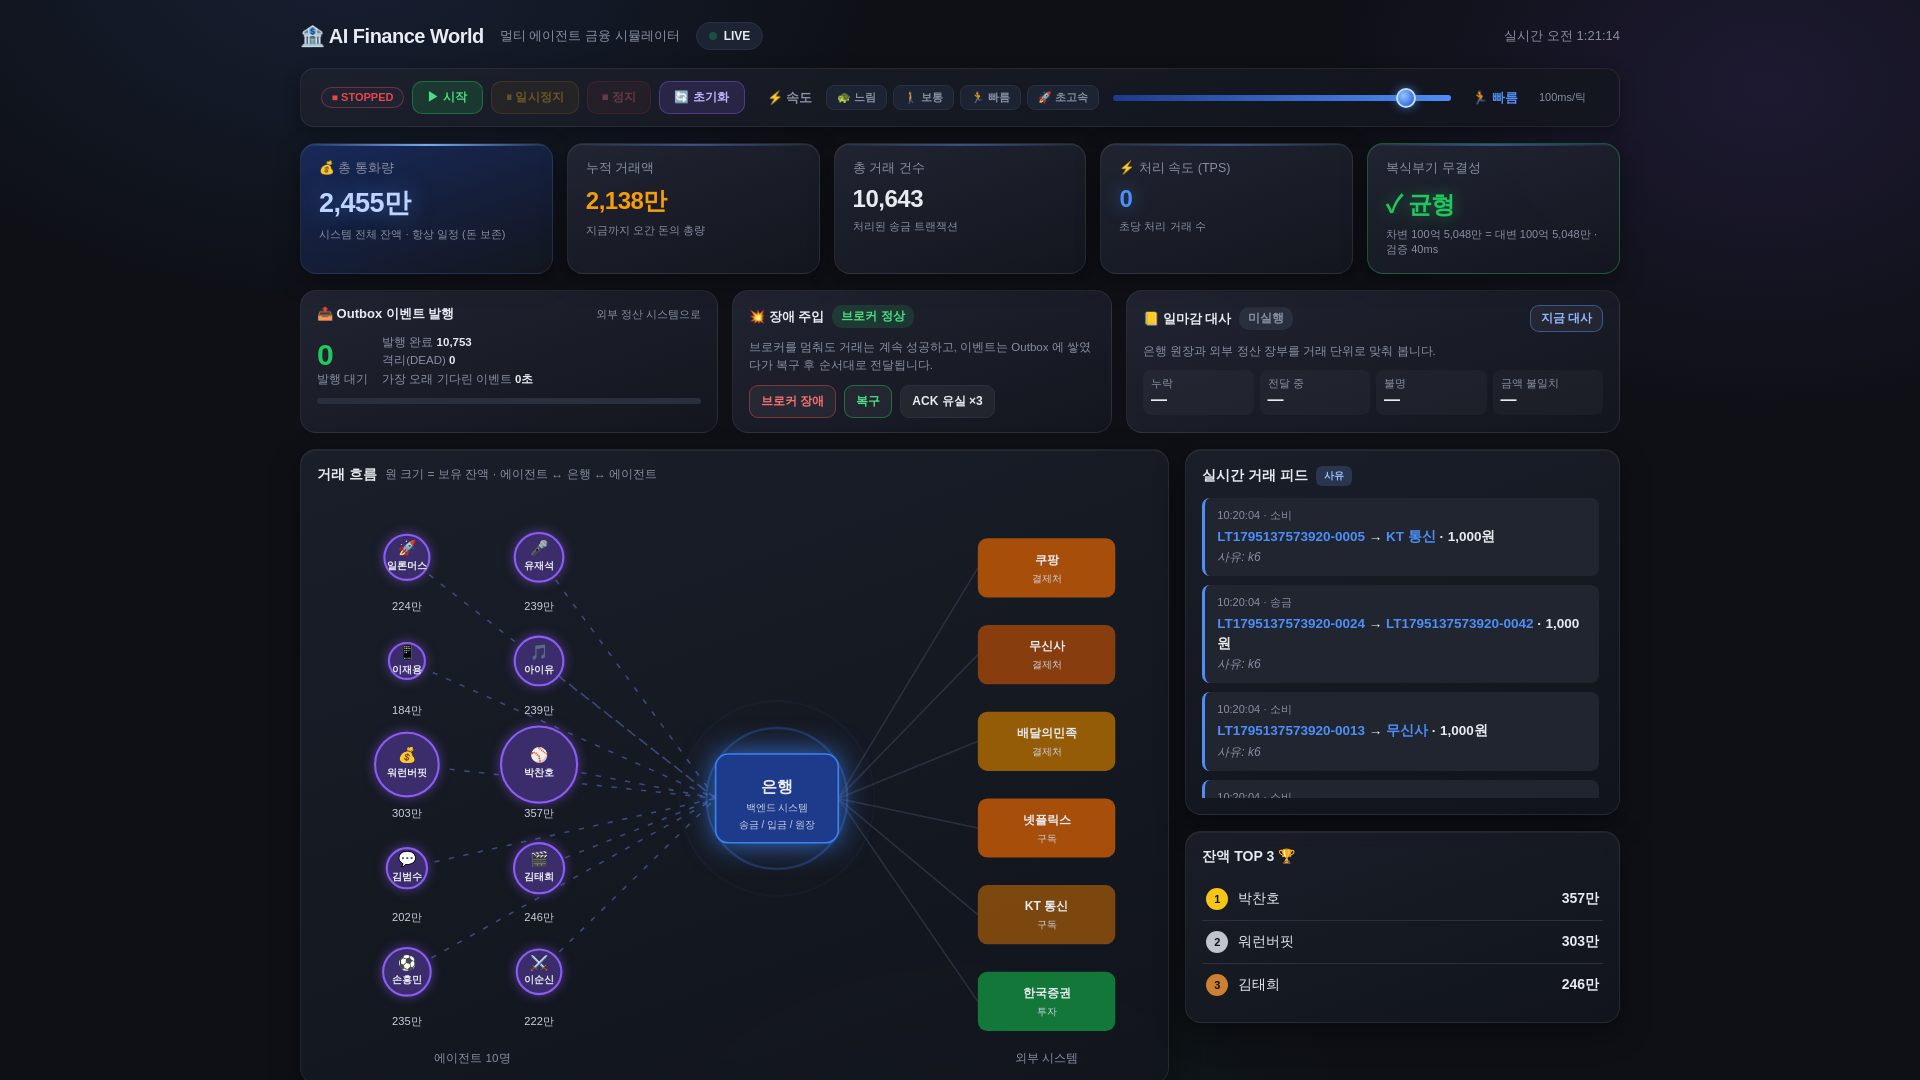 🏦 AI Finance World 멀티 에이전트 금융 시뮬레이터 LIVE 실시간 오전 1:21:14
■ STOPPED ▶ 시작 ⏸ 일시정지 ■ 정지 🔄 초기화 ⚡ 속도 🐢 느림 🚶 보통 🏃 빠름 🚀 초고속 🏃 빠름 100ms/틱
💰 총 통화량
2,455만
시스템 전체 잔액 · 항상 일정 (돈 보존)
누적 거래액
2,138만
지금까지 오간 돈의 총량
총 거래 건수
10,643
처리된 송금 트랜잭션
⚡ 처리 속도 (TPS)
0
초당 처리 거래 수
복식부기 무결성
✓ 균형
차변 100억 5,048만 = 대변 100억 5,048만 ·
검증 40ms
📤 Outbox 이벤트 발행 외부 정산 시스템으로
0
발행 대기
발행 완료 10,753
격리(DEAD) 0
가장 오래 기다린 이벤트 0초
💥 장애 주입 브로커 정상
브로커를 멈춰도 거래는 계속 성공하고, 이벤트는 Outbox 에 쌓였
다가 복구 후 순서대로 전달됩니다.
브로커 장애 복구 ACK 유실 ×3
📒 일마감 대사 미실행 지금 대사
은행 원장과 외부 정산 장부를 거래 단위로 맞춰 봅니다.
누락 전달 중 불명 금액 불일치
— — — —
거래 흐름 원 크기 = 보유 잔액 · 에이전트 ↔ 은행 ↔ 에이전트
🚀 🎤
일론머스 유재석
224만 239만
📱 🎵
이재용 아이유
184만 239만
💰 ⚾
워런버핏 박찬호
303만 357만
💬 🎬
김범수 김태희
202만 246만
⚽ ⚔️
손흥민 이순신
235만 222만
에이전트 10명
은행
백엔드 시스템
송금 / 입금 / 원장
쿠팡
결제처
무신사
결제처
배달의민족
결제처
넷플릭스
구독
KT 통신
구독
한국증권
투자
외부 시스템
실시간 거래 피드 사유
10:20:04 · 소비
LT1795137573920-0005 → KT 통신 · 1,000원
사유: k6
10:20:04 · 송금
LT1795137573920-0024 → LT1795137573920-0042 · 1,000
원
사유: k6
10:20:04 · 소비
LT1795137573920-0013 → 무신사 · 1,000원
사유: k6
10:20:04 · 소비
잔액 TOP 3 🏆
1 박찬호 357만
2 워런버핏 303만
3 김태희 246만